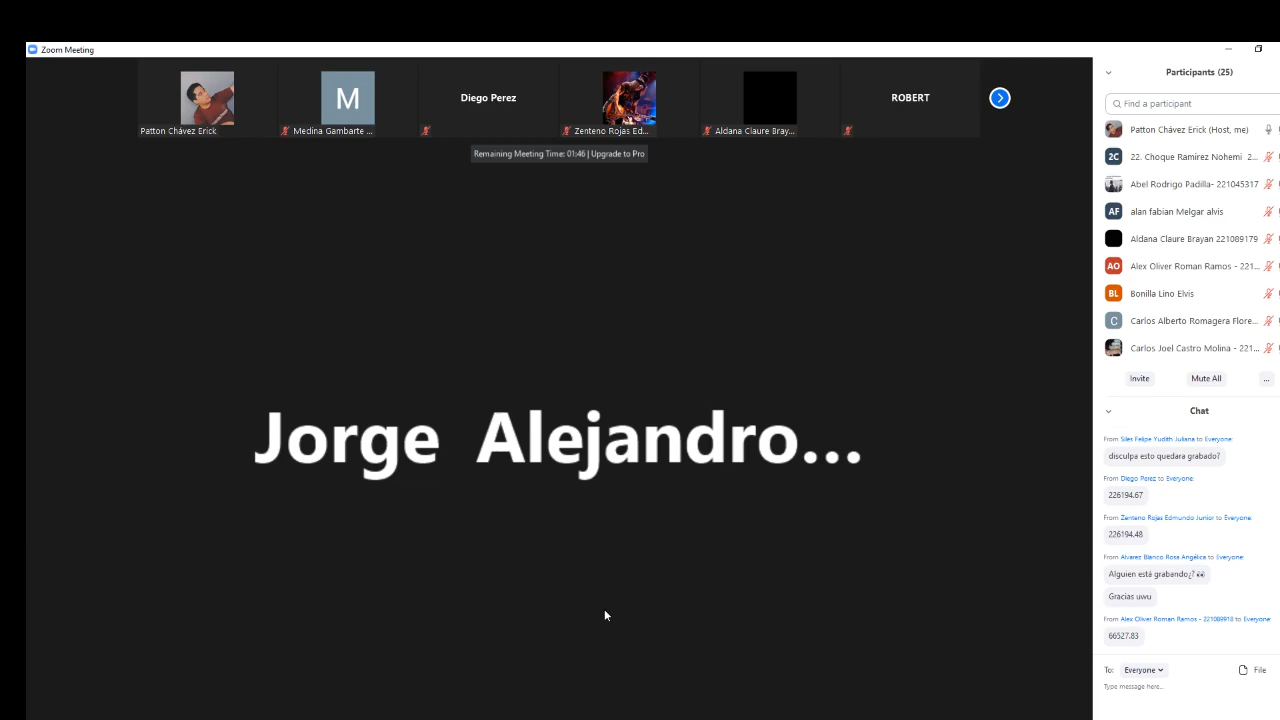 Zoom Meeting
Patton Chávez Erick
M
Medina Gambarte ...
Diego Perez
Zenteno Rojas Ed...
Aldana Claure Bray...
ROBERT
Remaining Meeting Time: 01:46 | Upgrade to Pro
Jorge Alejandro...
Participants (25)
Find a participant
Patton Chávez Erick (Host, me)
2C 22. Choque Ramirez Nohemi 2...
Abel Rodrigo Padilla- 221045317
AF alan fabian Melgar alvis
Aldana Claure Brayan 221089179
AO Alex Oliver Roman Ramos - 221...
BL Bonilla Lino Elvis
C Carlos Alberto Romagera Flore...
Carlos Joel Castro Molina - 221...
Invite Mute All ...
Chat
From Siles Felipe Yudith Juliana to Everyone:
disculpa esto quedara grabado?
From Diego Perez to Everyone:
226194.67
From Zenteno Rojas Edmundo Junior to Everyone:
226194.48
From Alvarez Blanco Rosa Angélica to Everyone:
Alguien está grabando¿? 👀
Gracias uwu
From Alex Oliver Roman Ramos - 221089918 to Everyone:
66527.83
To: Everyone File
Type message here...